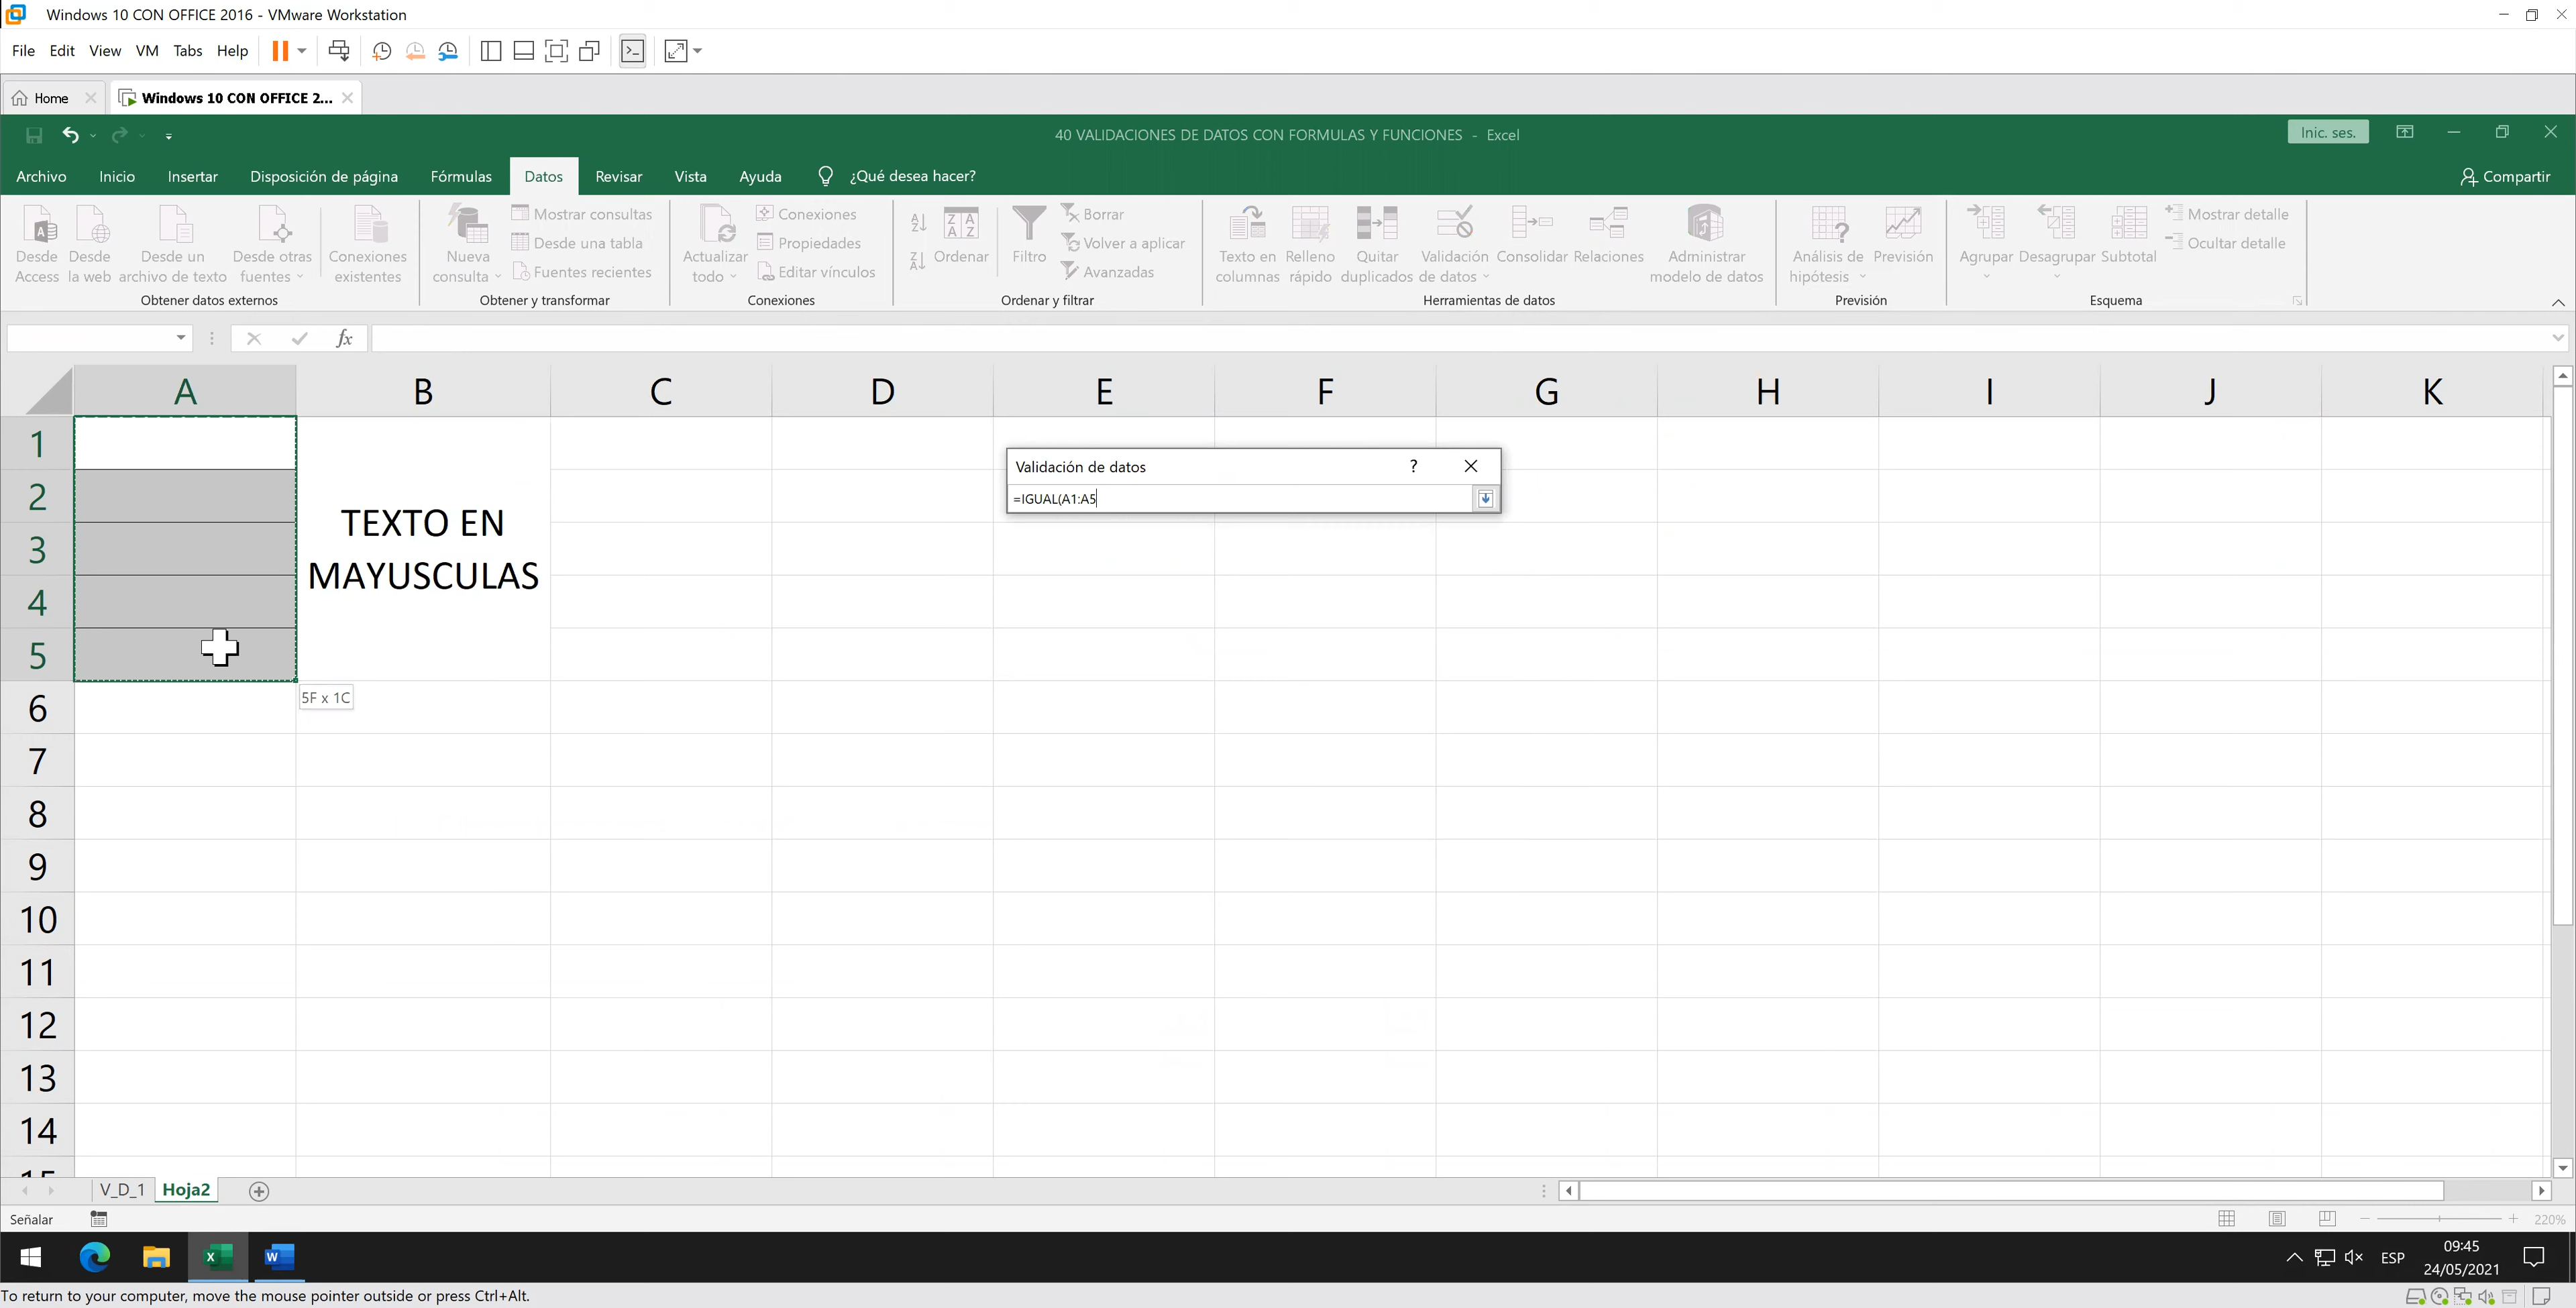 Windows 10 CON OFFICE 2016 - VMware Workstation
File Edit View VM Tabs Help
Home
Windows 10 CON OFFICE 2...
40 VALIDACIONES DE DATOS CON FORMULAS Y FUNCIONES - Excel
Inic. ses.
Archivo Inicio Insertar Disposición de página Fórmulas Datos Revisar Vista Ayuda ¿Qué desea hacer? Compartir
Desde Access
Desde la web
Desde un archivo de texto
Desde otras fuentes
Conexiones existentes
Obtener datos externos
Nueva consulta
Mostrar consultas
Desde una tabla
Fuentes recientes
Obtener y transformar
Actualizar todo
Conexiones
Propiedades
Editar vínculos
Conexiones
Ordenar
Filtro
Borrar
Volver a aplicar
Avanzadas
Ordenar y filtrar
Texto en columnas
Relleno rápido
Quitar duplicados
Validación de datos
Consolidar
Relaciones
Administrar modelo de datos
Herramientas de datos
Análisis de hipótesis
Previsión
Previsión
Agrupar
Desagrupar
Subtotal
Mostrar detalle
Ocultar detalle
Esquema
fx
A B C D E F G H I J K
1
2
3
4
5
6
7
8
9
10
11
12
13
14
15
TEXTO EN
MAYUSCULAS
5F x 1C
Validación de datos ?
=IGUAL(A1:A5
V_D_1 Hoja2
Señalar
220%
ESP
09:45
24/05/2021
To return to your computer, move the mouse pointer outside or press Ctrl+Alt.